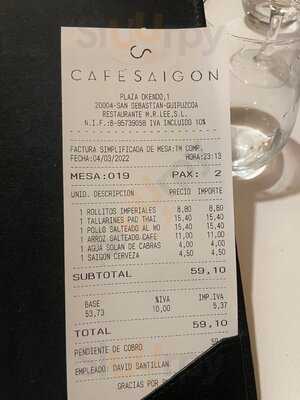 CAFESAIGON
PLAZA OKENDO,1
20004-SAN SEBASTIAN-GUIPUZCOA
RESTAURANTE M.R.LEE,S.L.
N.I.F.:B-95739058 IVA INCLUIDO 10%
FACTURA SIMPLIFICADA DE MESA:TM COMP.
FECHA:04/03/2022 HORA:23:13
MESA:019 PAX: 2
UNID. DESCRIPCIÓN PRECIO IMPORTE
1 ROLLITOS IMPERIALES 8,80 8,80
1 TALLARINES PAD THAI 15,40 15,40
1 POLLO SALTEADO AL WO 15,40 15,40
1 ARROZ SALTEADO CAFE 11,00 11,00
1 AGUA SOLAN DE CABRAS 4,00 4,00
1 SAIGON CERVEZA 4,50 4,50
SUBTOTAL 59,10
BASE %IVA IMP.IVA
53,73 10,00 5,37
TOTAL 59,10
PENDIENTE DE COBRO
EMPLEADO: DAVID SANTILLAN
GRACIAS POR